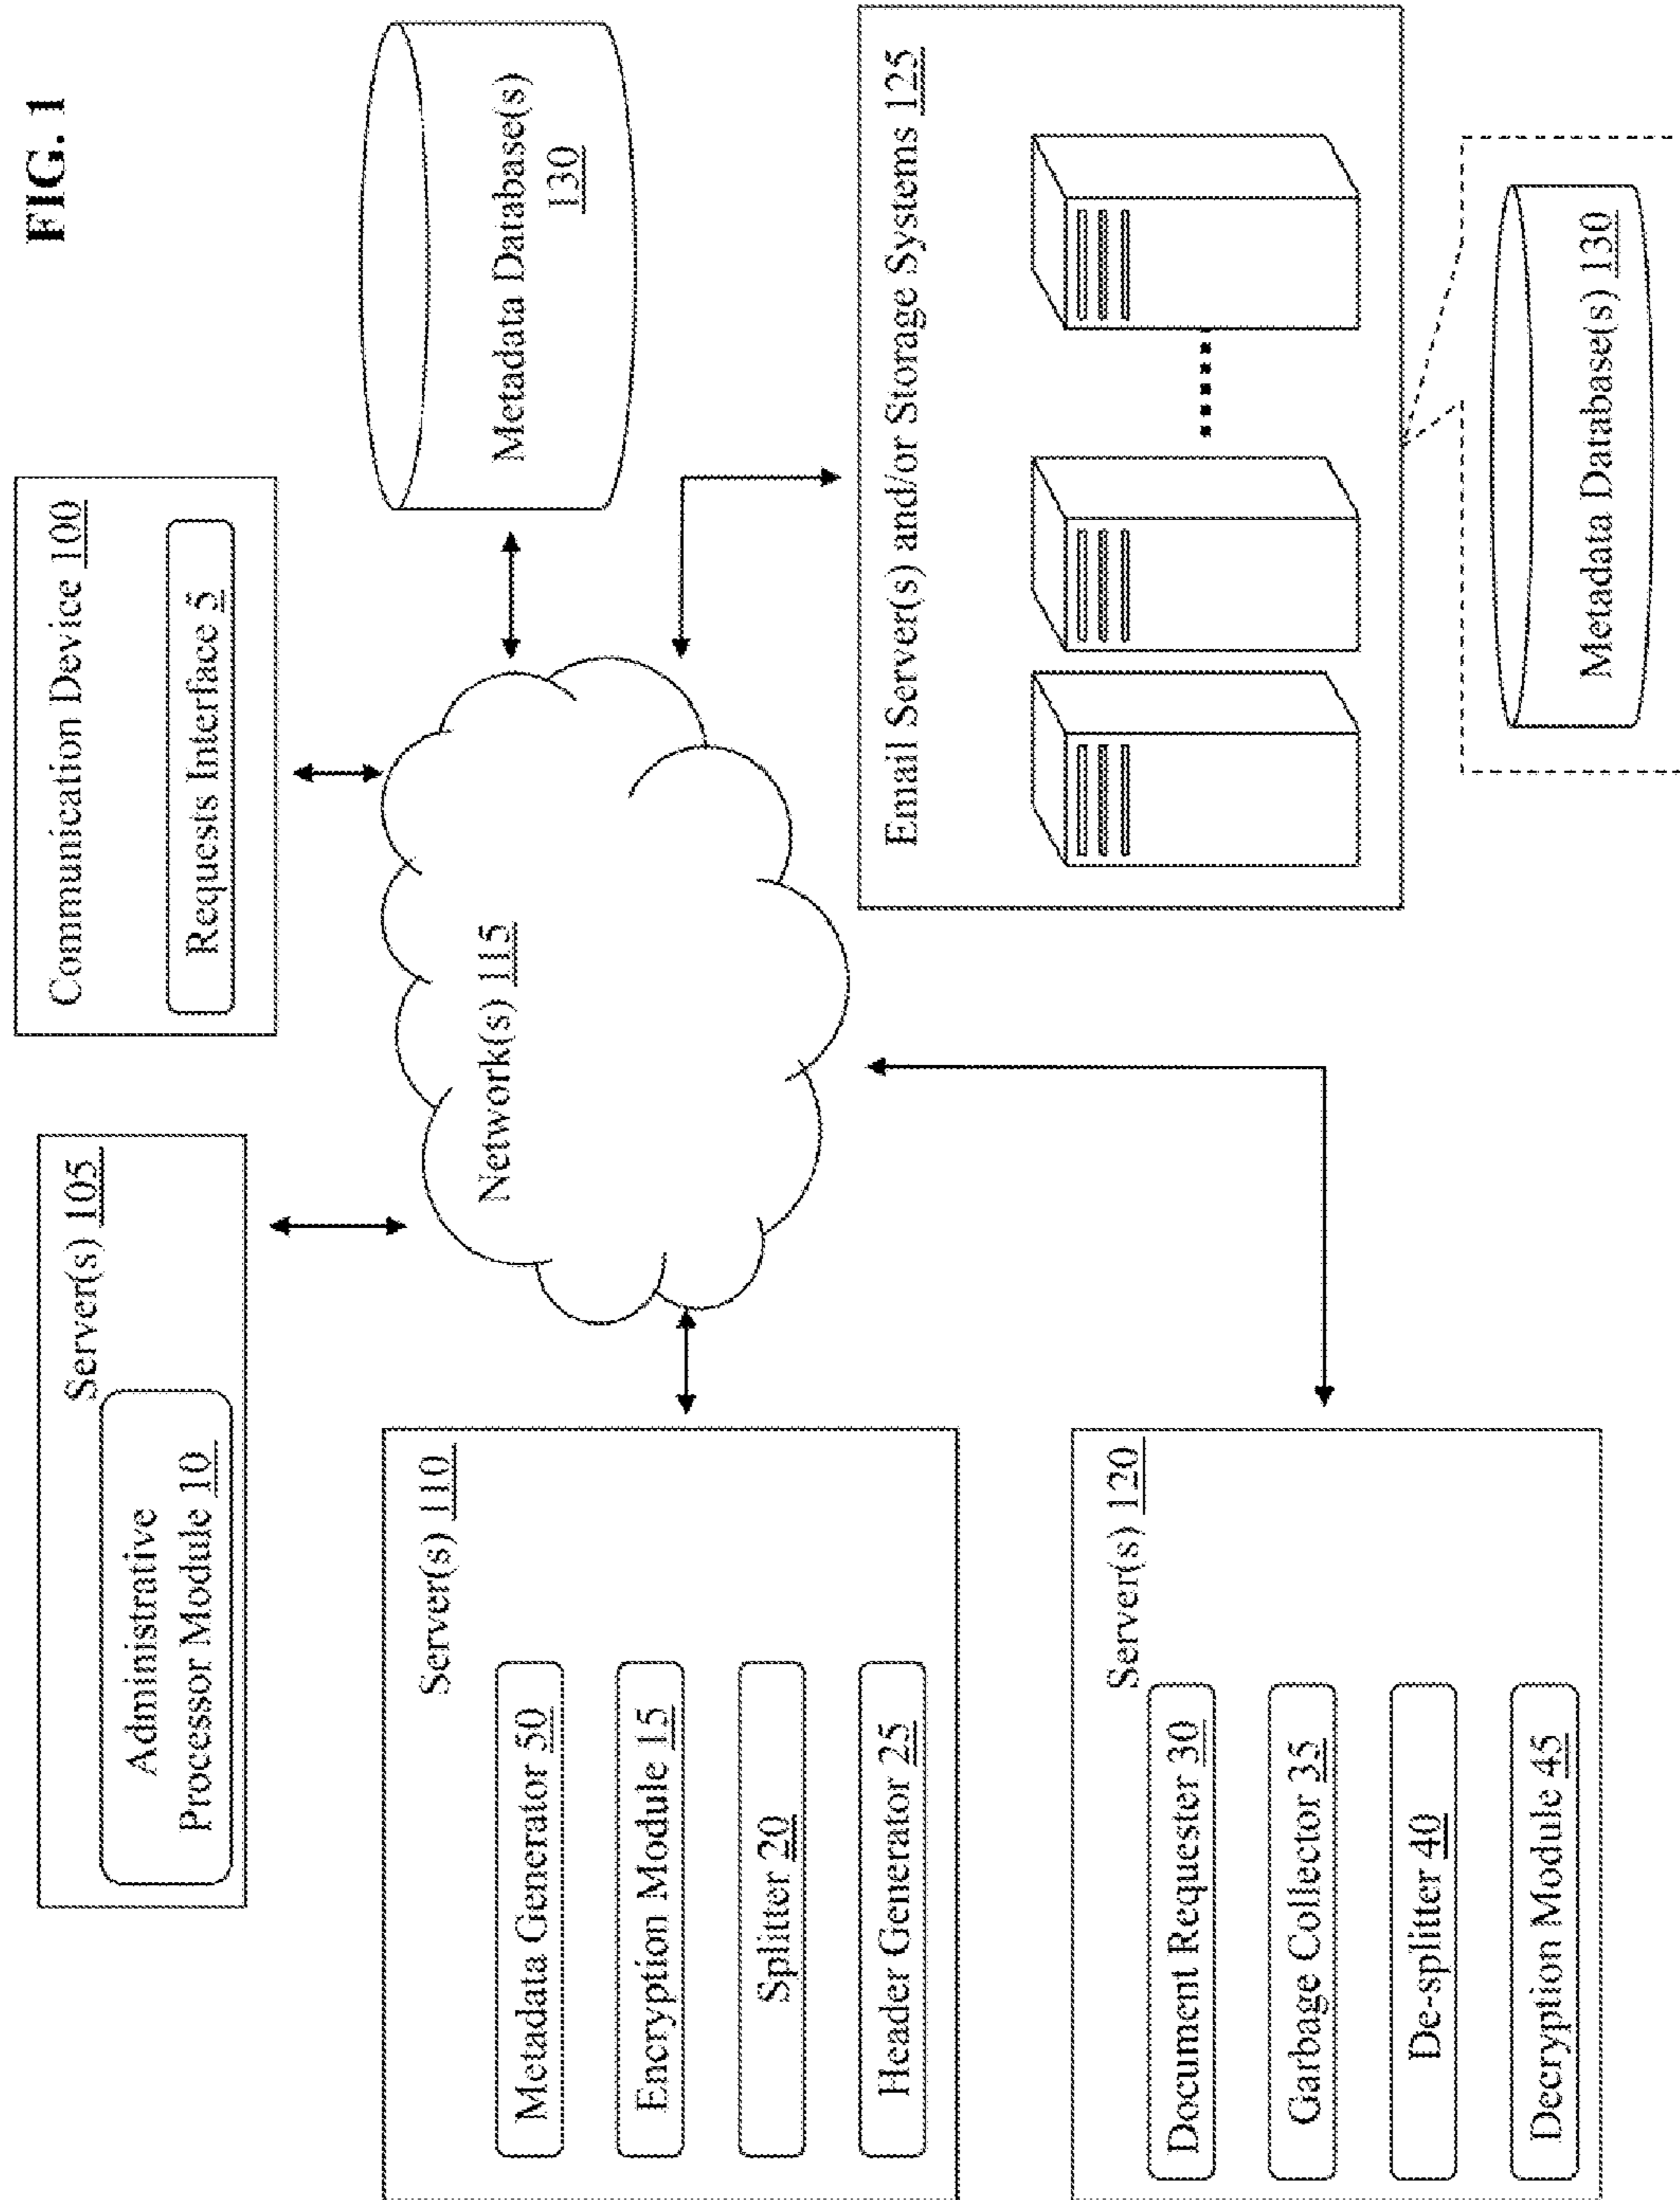 FIG. 1
Server(s) 105
Administrative
Processor Module 10
Communication Device 100
Requests Interface 5
Server(s) 110
Metadata Generator 50
Encryption Module 15
Splitter 20
Header Generator 25
Network(s) 115
Metadata Database(s)
130
Server(s) 120
Document Requester 30
Garbage Collector 35
De-splitter 40
Decryption Module 45
Email Server(s) and/or Storage Systems 125
Metadata Database(s) 130